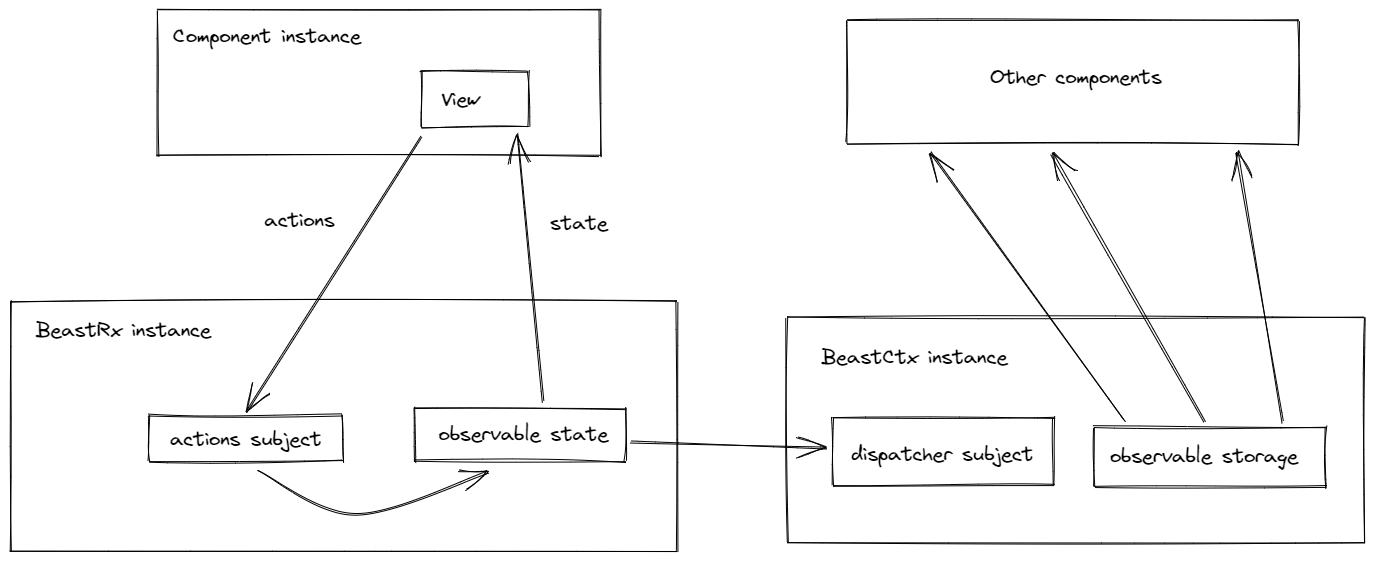 Component instance
View
Other components
actions
state
BeastRx instance
actions subject
observable state
BeastCtx instance
dispatcher subject
observable storage